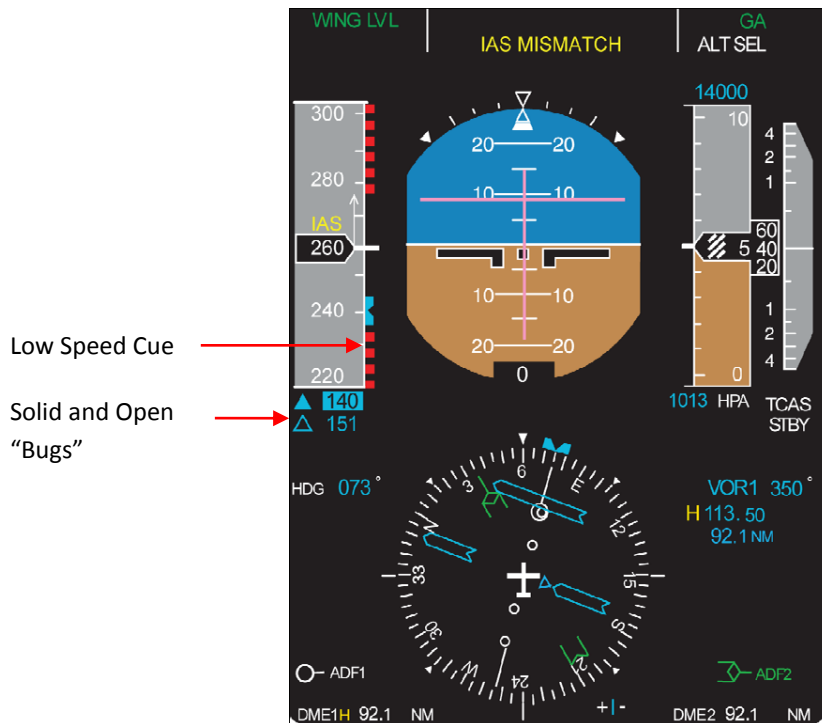 WING LVL
GA
IAS MISMATCH
ALT SEL
14000
300
280
IAS
260
240
220
20 20
10 10
10 10
20 20
0
10
5
0
60
40
20
4
2
1
1
2
4
Low Speed Cue
Solid and Open
“Bugs”
140
151
1013 HPA
TCAS
STBY
HDG 073°
VOR1 350°
H 113.50
92.1 NM
N
3
6
E
12
15
S
21
24
W
30
33
ADF1
ADF2
DME1H 92.1 NM
+I-
DME2 92.1 NM